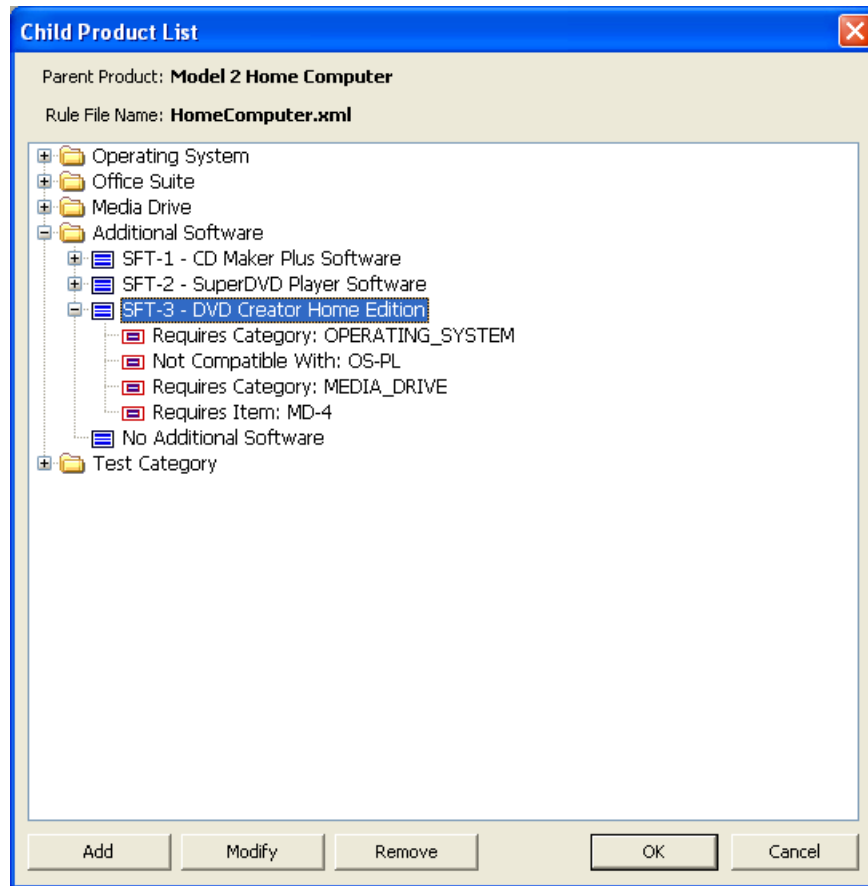 Child Product List
Parent Product: Model 2 Home Computer
Rule File Name: HomeComputer.xml
Operating System
Office Suite
Media Drive
Additional Software
SFT-1 - CD Maker Plus Software
SFT-2 - SuperDVD Player Software
SFT-3 - DVD Creator Home Edition
Requires Category: OPERATING_SYSTEM
Not Compatible With: OS-PL
Requires Category: MEDIA_DRIVE
Requires Item: MD-4
No Additional Software
Test Category
Add Modify Remove OK Cancel